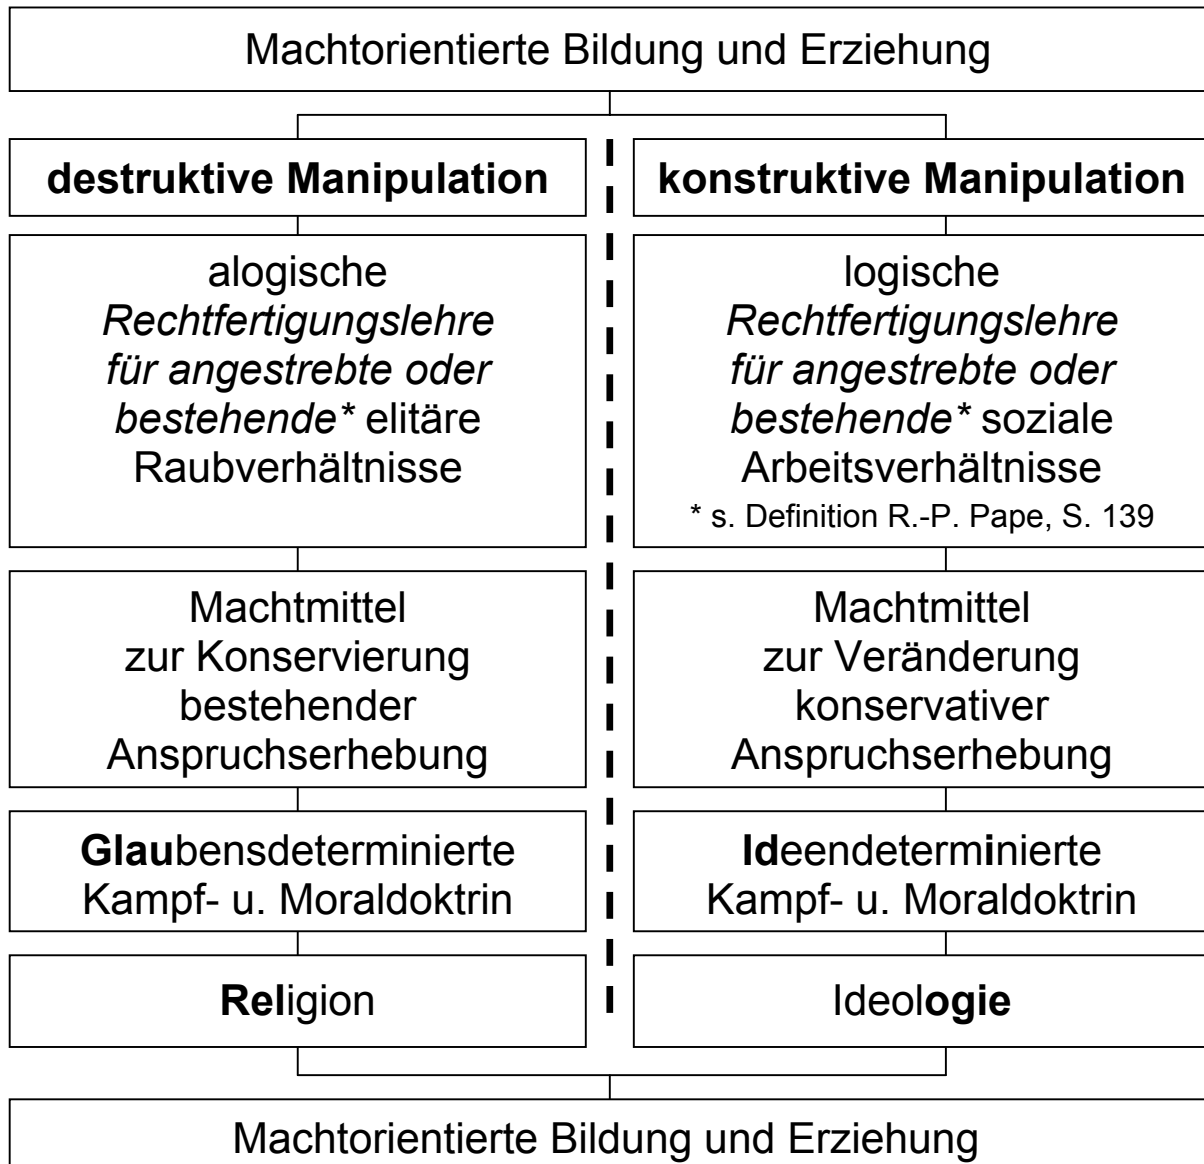 Machtorientierte Bildung und Erziehung
destruktive Manipulation
konstruktive Manipulation
alogische
Rechtfertigungslehre
für angestrebte oder
bestehende* elitäre
Raubverhältnisse
logische
Rechtfertigungslehre
für angestrebte oder
bestehende* soziale
Arbeitsverhältnisse
* s. Definition R.-P. Pape, S. 139
Machtmittel
zur Konservierung
bestehender
Anspruchserhebung
Machtmittel
zur Veränderung
konservativer
Anspruchserhebung
Glaubensdeterminierte
Kampf- u. Moraldoktrin
Ideendeterminierte
Kampf- u. Moraldoktrin
Religion
Ideologie
Machtorientierte Bildung und Erziehung